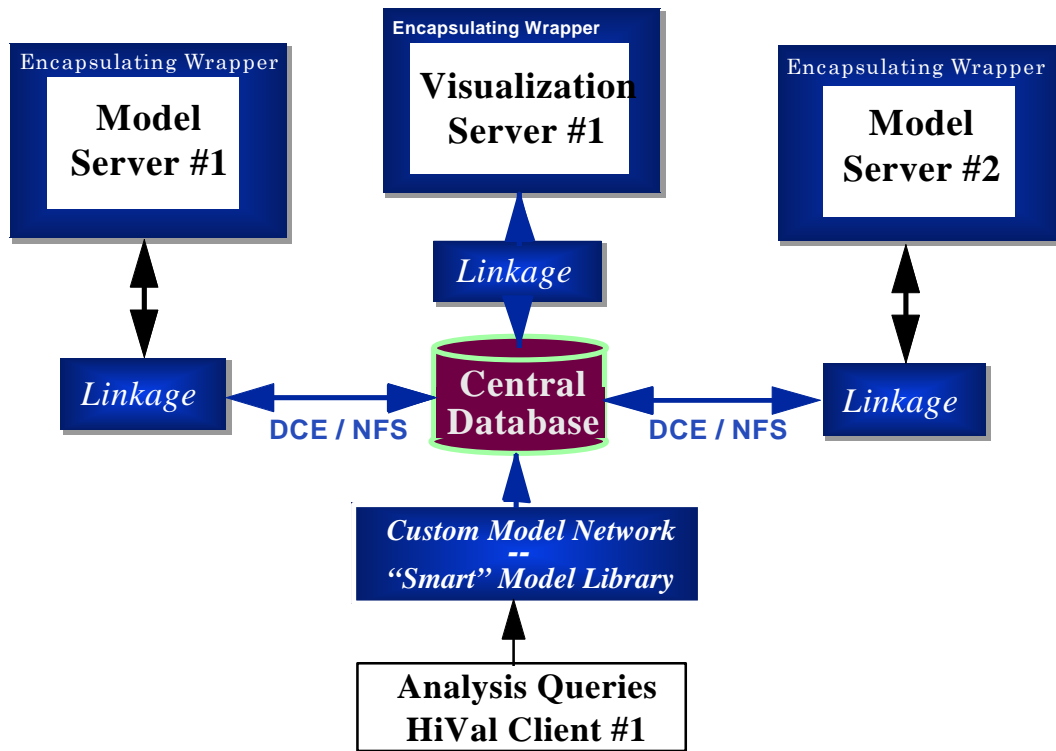 Encapsulating Wrapper
Model
Server #1
Encapsulating Wrapper
Visualization
Server #1
Encapsulating Wrapper
Model
Server #2
Linkage
Linkage
Linkage
DCE / NFS
Central
Database
DCE / NFS
Custom Model Network
--
“Smart” Model Library
Analysis Queries
HiVal Client #1